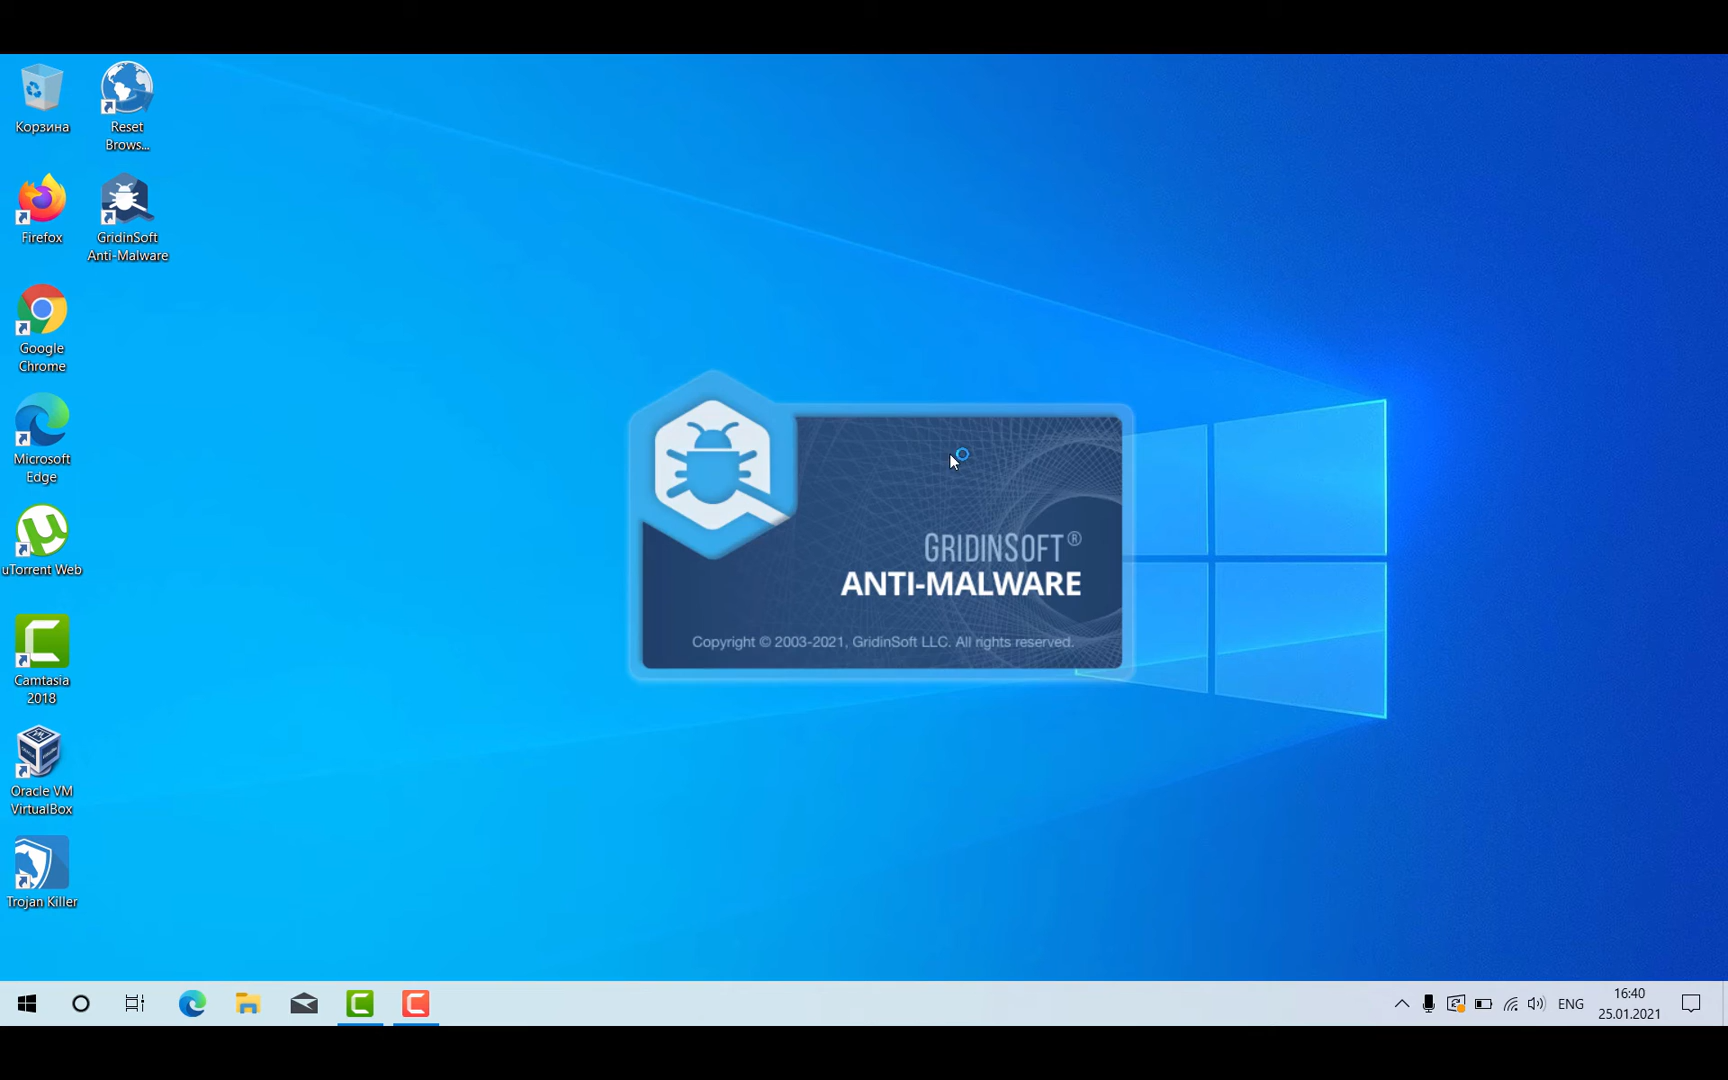 Корзина
Reset
Brows...
Firefox
GridinSoft
Anti-Malware
Google
Chrome
Microsoft
Edge
uTorrent Web
Camtasia
2018
Oracle VM
VirtualBox
Trojan Killer
GRIDINSOFT®
ANTI-MALWARE
Copyright © 2003-2021, GridinSoft LLC. All rights reserved.
ENG
16:40
25.01.2021